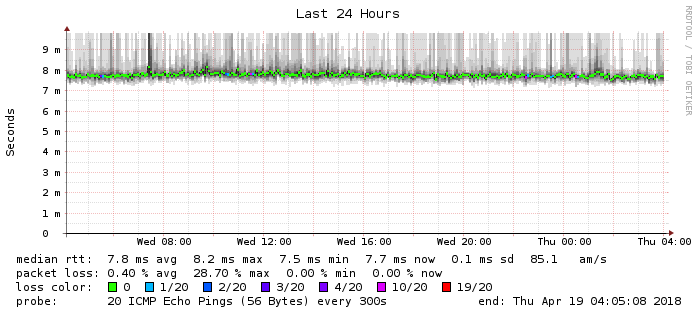 Last 24 Hours
RRDTOOL / TOBI OETIKER
Seconds
9 m
8 m
7 m
6 m
5 m
4 m
3 m
2 m
1 m
0
Wed 08:00 Wed 12:00 Wed 16:00 Wed 20:00 Thu 00:00 Thu 04:00
median rtt: 7.8 ms avg 8.2 ms max 7.5 ms min 7.7 ms now 0.1 ms sd 85.1 am/s
packet loss: 0.40 % avg 28.70 % max 0.00 % min 0.00 % now
loss color: 0 1/20 2/20 3/20 4/20 10/20 19/20
probe: 20 ICMP Echo Pings (56 Bytes) every 300s end: Thu Apr 19 04:05:08 2018